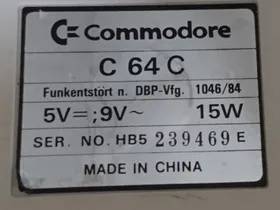 Commodore
C 64 C
Funkentstört n. DBP-Vfg. 1046/84
5V⎓;9V~ 15W
SER. NO. HB5 239469 E
MADE IN CHINA